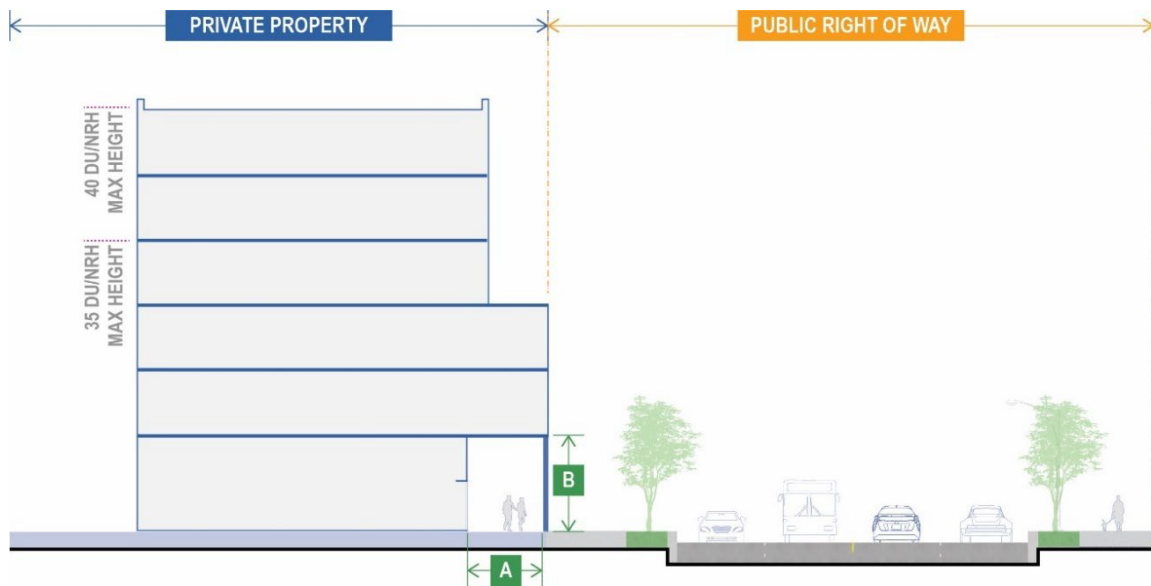 PRIVATE PROPERTY
PUBLIC RIGHT OF WAY
40 DU/NRH
MAX HEIGHT
35 DU/NRH
MAX HEIGHT
B
A